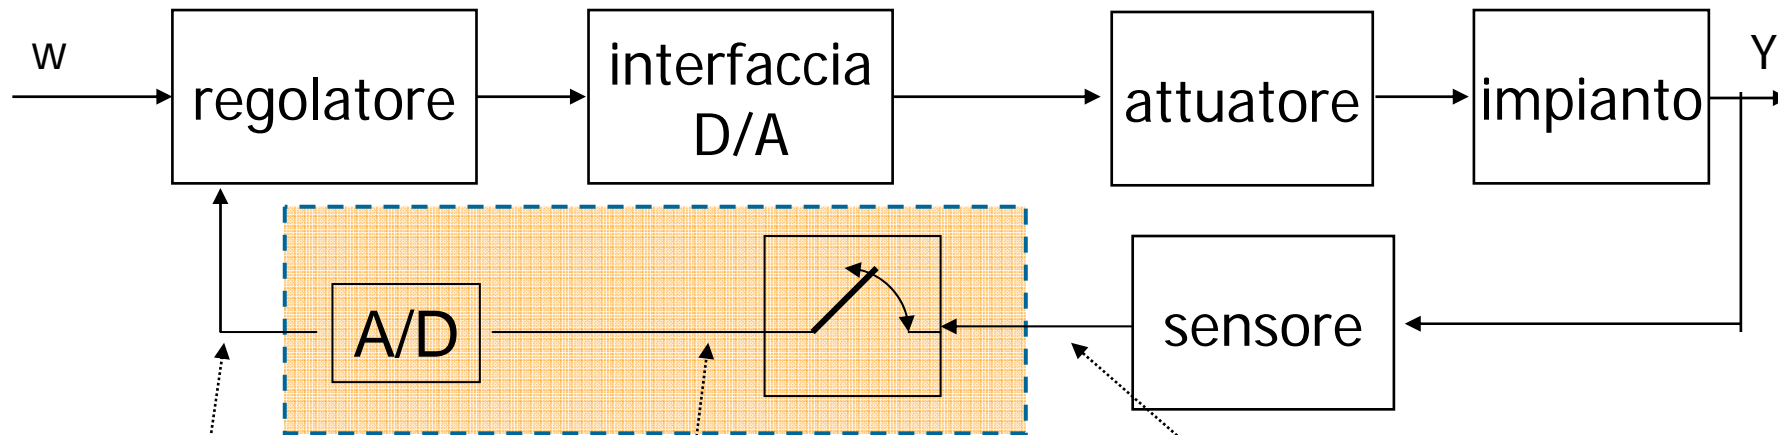 w
regolatore
interfaccia
D/A
attuatore
impianto
Y
A/D
sensore